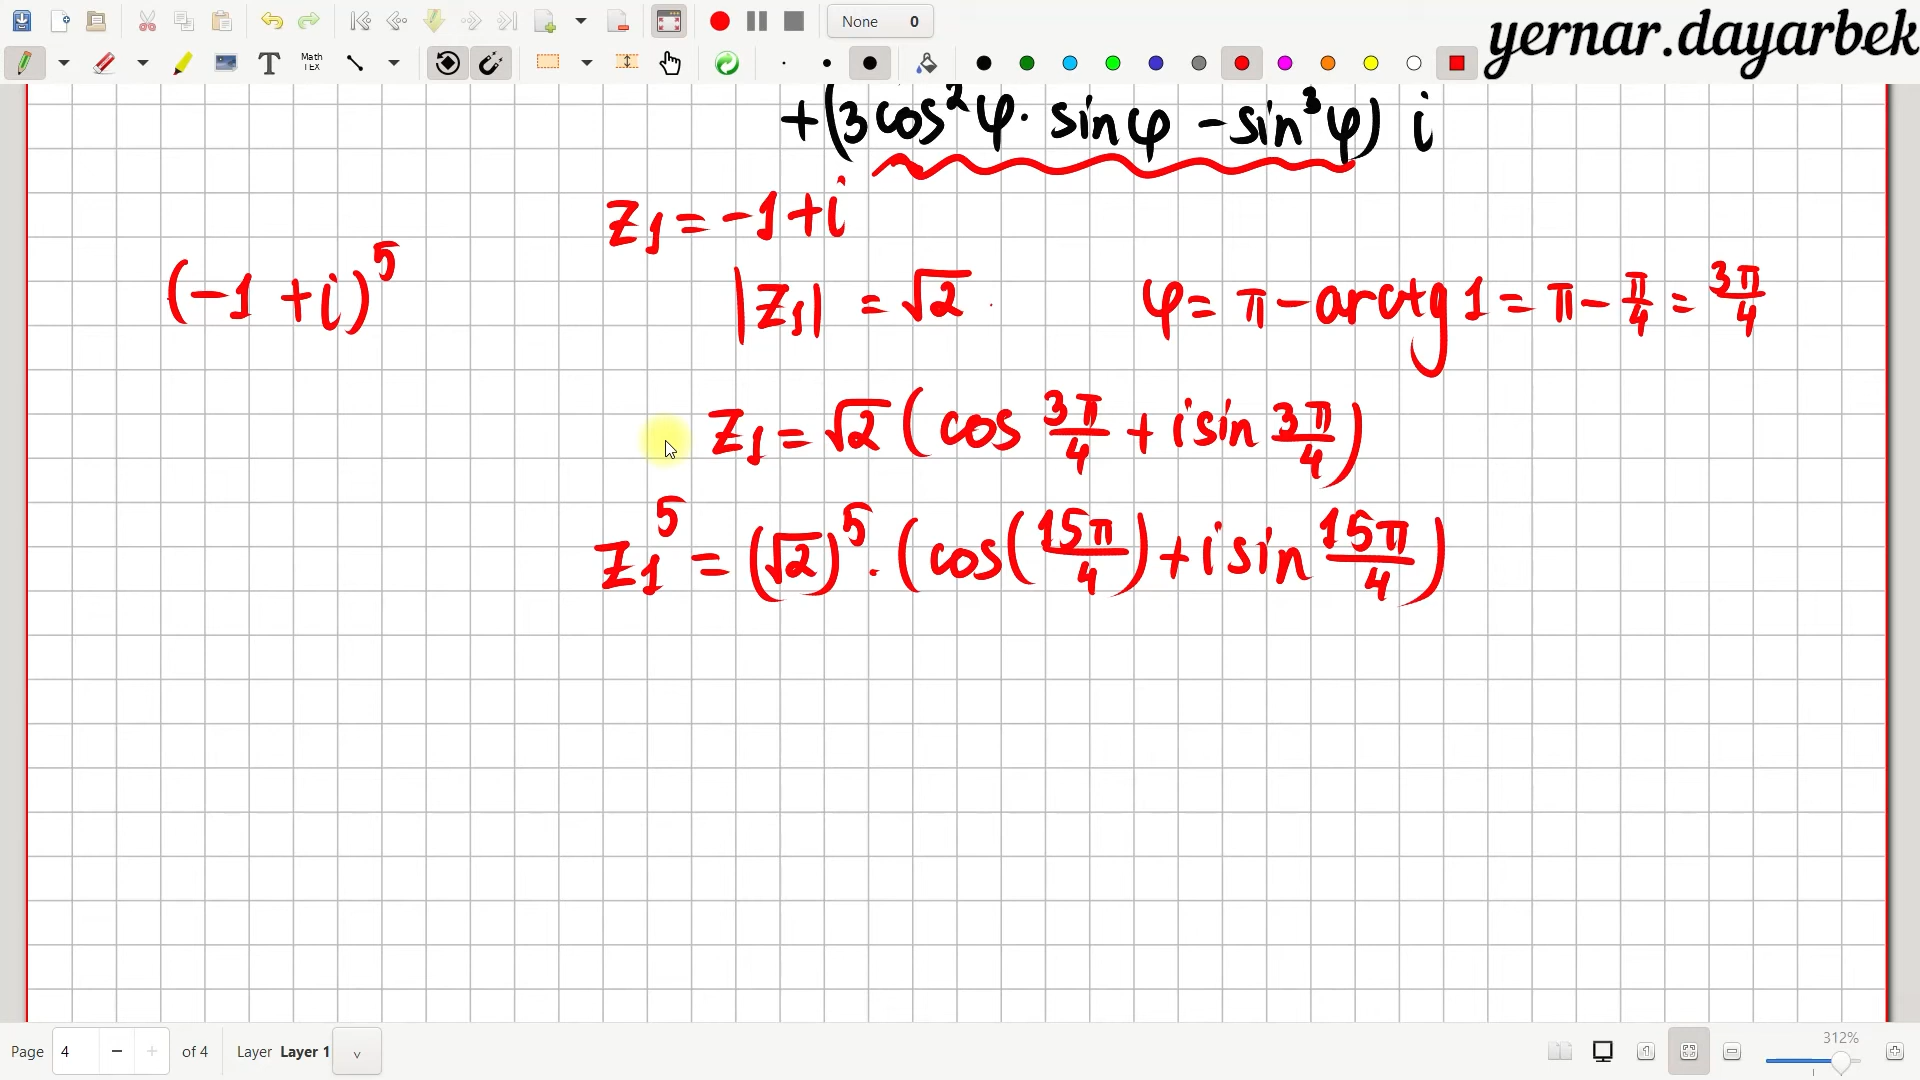 None 0
yernar.dayarbek
Math
TEX
+(3cos²φ· sinφ -sin³φ) i
z₁ = -1+i
(-1 +i)⁵
|z₁| = √2 .
φ= π-arctg 1 = π- π/4 = 3π/4
z₁ = √2 (cos 3π/4 + i sin 3π/4)
z₁⁵ = (√2)⁵ · (cos(15π/4) + i sin 15π/4)
312%
Page 4 of 4 Layer Layer 1